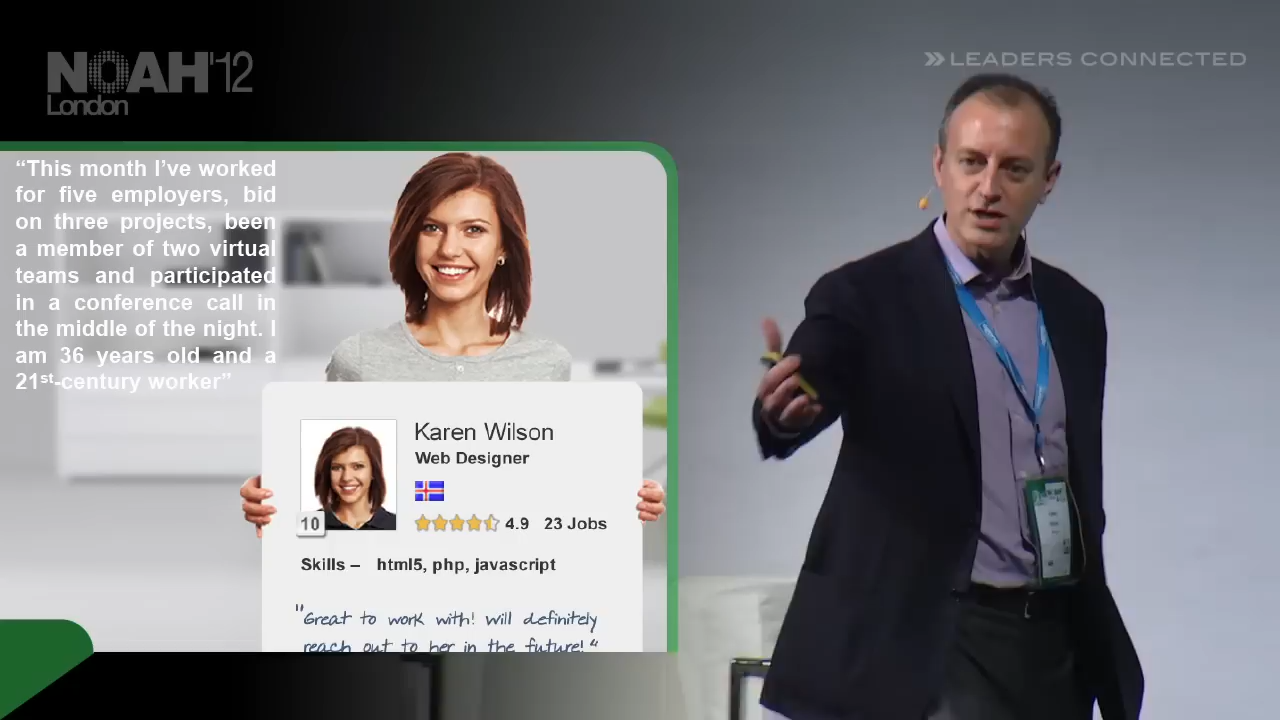 NOAH'12
London
LEADERS CONNECTED
“This month I’ve worked
for five employers, bid
on three projects, been
a member of two virtual
teams and participated
in a conference call in
the middle of the night. I
am 36 years old and a
21st-century worker”
Karen Wilson
Web Designer
10
4.9 23 Jobs
Skills – html5, php, javascript
"Great to work with! will definitely
reach out to her in the future!"